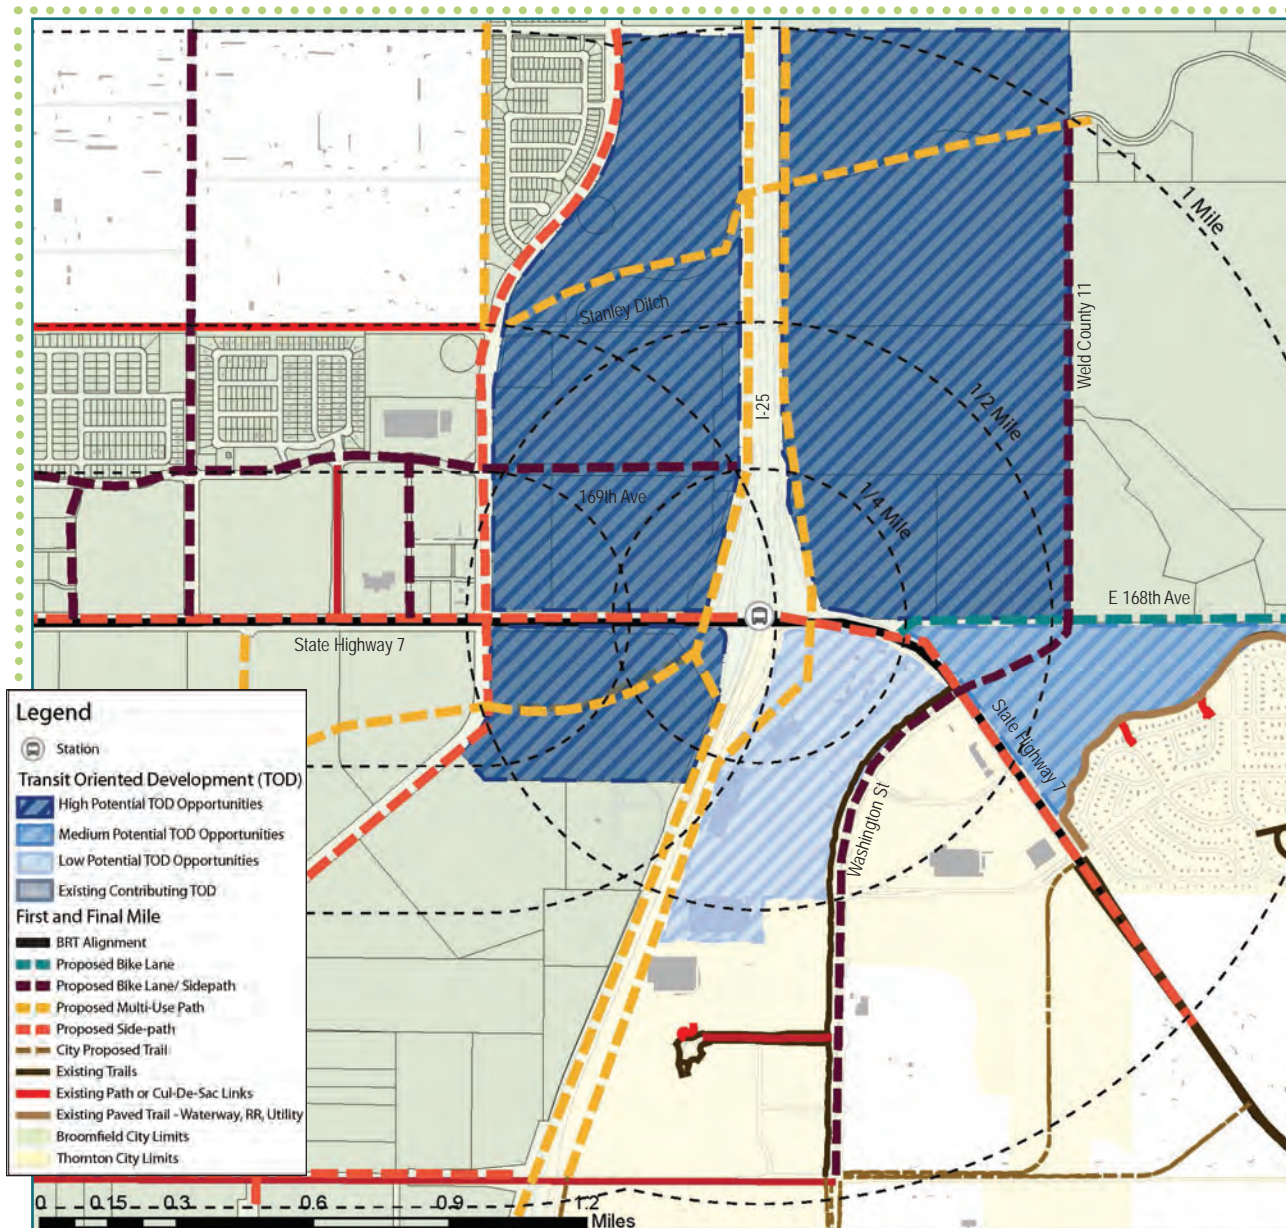 1 Mile
Stanley Ditch
Weld County 11
I-25
1/2 Mile
169th Ave
1/4 Mile
E 168th Ave
State Highway 7
State Highway 7
Washington St
Legend
Station
Transit Oriented Development (TOD)
High Potential TOD Opportunities
Medium Potential TOD Opportunities
Low Potential TOD Opportunities
Existing Contributing TOD
First and Final Mile
BRT Alignment
Proposed Bike Lane
Proposed Bike Lane/ Sidepath
Proposed Multi-Use Path
Proposed Side-path
City Proposed Trail
Existing Trails
Existing Path or Cul-De-Sac Links
Existing Paved Trail - Waterway, RR, Utility
Broomfield City Limits
Thornton City Limits
0 0.15 0.3 0.6 0.9 1.2
Miles